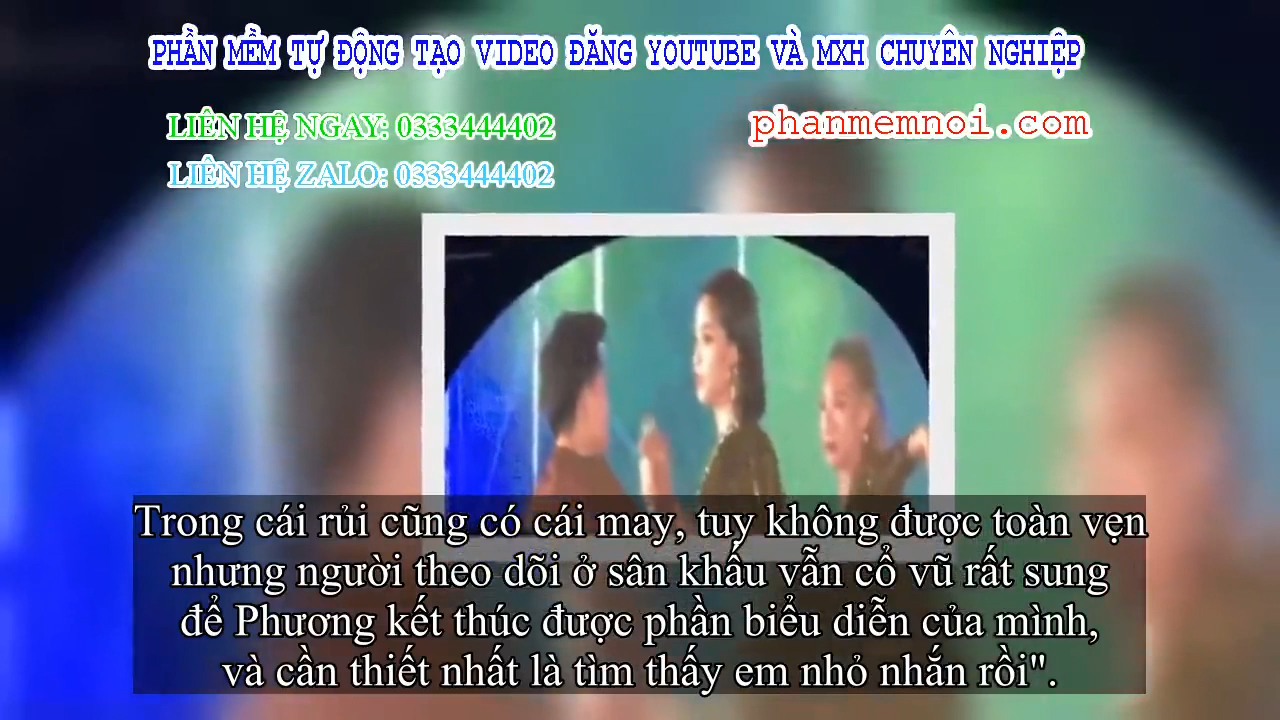 PHẦN MỀM TỰ ĐỘNG TẠO VIDEO ĐĂNG YOUTUBE VÀ MXH CHUYÊN NGHIỆP
LIÊN HỆ NGAY: 0333444402
phanmemnoi.com
LIÊN HỆ ZALO: 0333444402
Trong cái rủi cũng có cái may, tuy không được toàn vẹn
nhưng người theo dõi ở sân khấu vẫn cổ vũ rất sung
để Phương kết thúc được phần biểu diễn của mình,
và cần thiết nhất là tìm thấy em nhỏ nhắn rồi".